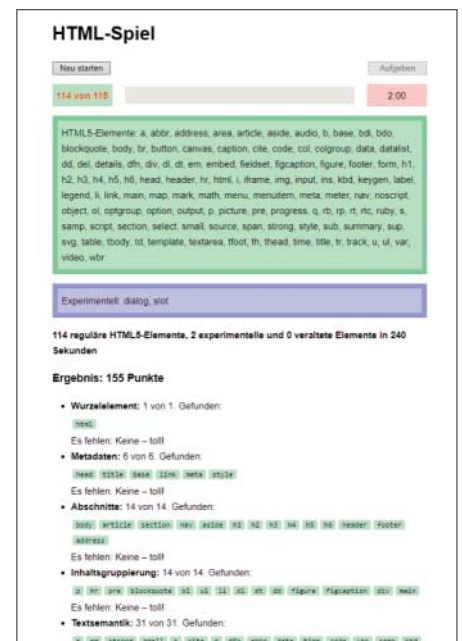 HTML-Spiel
Neu starten
Aufgeben
114 von 115
2:00
HTML5-Elemente: a, abbr, address, area, article, aside, audio, b, base, bdi, bdo,
blockquote, body, br, button, canvas, caption, cite, code, col, colgroup, data, datalist,
dd, del, details, dfn, div, dl, dt, em, embed, fieldset, figcaption, figure, footer, form, h1,
h2, h3, h4, h5, h6, head, header, hr, html, i, iframe, img, input, ins, kbd, keygen, label,
legend, li, link, main, map, mark, math, menu, menuitem, meta, meter, nav, noscript,
object, ol, optgroup, option, output, p, picture, pre, progress, q, rb, rp, rt, rtc, ruby, s,
samp, script, section, select, small, source, span, strong, style, sub, summary, sup,
svg, table, tbody, td, template, textarea, tfoot, th, thead, time, title, tr, track, u, ul, var,
video, wbr
Experimentell: dialog, slot
114 reguläre HTML5-Elemente, 2 experimentelle und 0 veraltete Elemente in 240
Sekunden
Ergebnis: 155 Punkte
• Wurzelelement: 1 von 1. Gefunden:
html
Es fehlen: Keine – toll!
• Metadaten: 6 von 6. Gefunden:
head title base link meta style
Es fehlen: Keine – toll!
• Abschnitte: 14 von 14. Gefunden:
body article section nav aside h1 h2 h3 h4 h5 h6 header footer
address
Es fehlen: Keine – toll!
• Inhaltsgruppierung: 14 von 14. Gefunden:
p hr pre blockquote ol ul li dl dt dd figure figcaption div main
Es fehlen: Keine – toll!
• Textsemantik: 31 von 31. Gefunden: